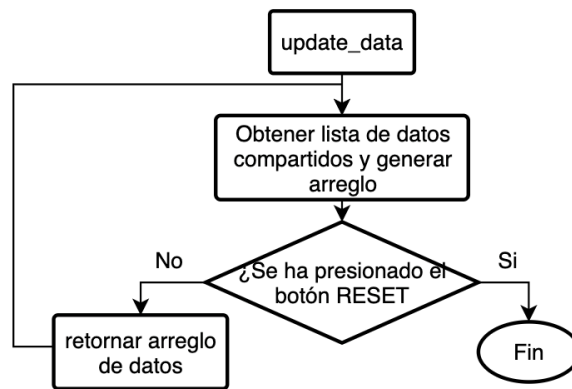 update_data
Obtener lista de datos
compartidos y generar
arreglo
¿Se ha presionado el
botón RESET
No
Si
retornar arreglo
de datos
Fin